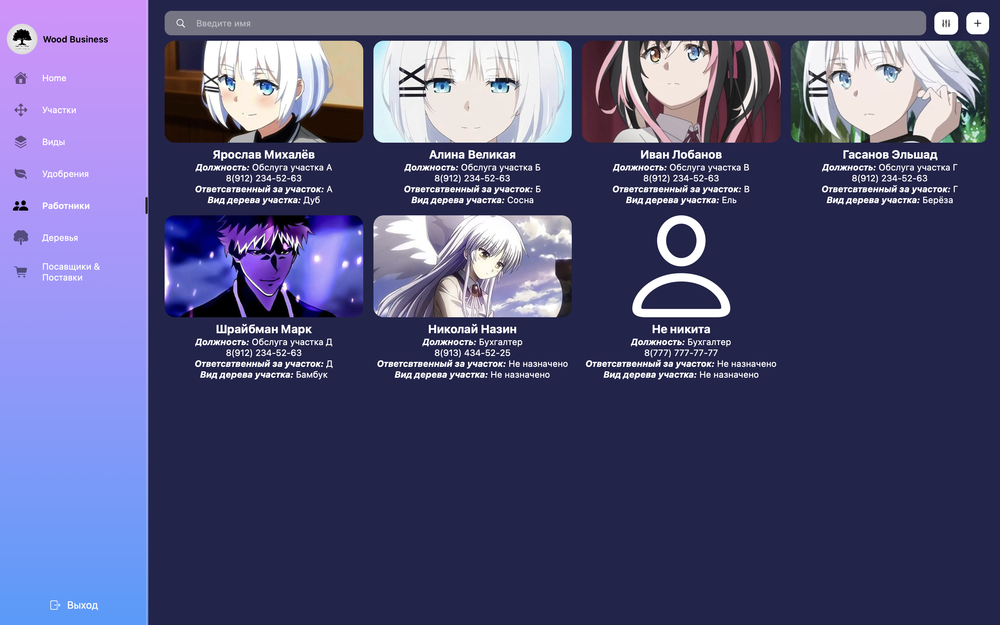 Wood Business
Home
Участки
Виды
Удобрения
Работники
Деревья
Посавщики &
Поставки
Выход
Введите имя
Ярослав Михалёв
Должность: Обслуга участка А
8(912) 234-52-63
Ответсвтвенный за участок: А
Вид дерева участка: Дуб
Алина Великая
Должность: Обслуга участка Б
8(912) 234-52-63
Ответсвтвенный за участок: Б
Вид дерева участка: Сосна
Иван Лобанов
Должность: Обслуга участка В
8(912) 234-52-63
Ответсвтвенный за участок: В
Вид дерева участка: Ель
Гасанов Эльшад
Должность: Обслуга участка Г
8(912) 234-52-63
Ответсвтвенный за участок: Г
Вид дерева участка: Берёза
Шрайбман Марк
Должность: Обслуга участка Д
8(912) 234-52-63
Ответсвтвенный за участок: Д
Вид дерева участка: Бамбук
Николай Назин
Должность: Бухгалтер
8(913) 434-52-25
Ответсвтвенный за участок: Не назначено
Вид дерева участка: Не назначено
Не никита
Должность: Бухгалтер
8(777) 777-77-77
Ответсвтвенный за участок: Не назначено
Вид дерева участка: Не назначено